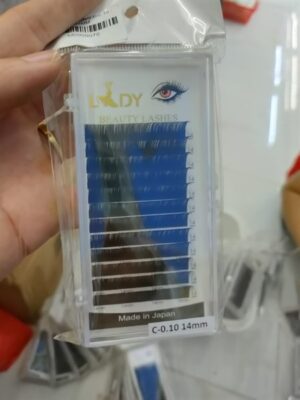 LADY
BEAUTY LASHES
Made in Japan
C-0.10 14mm